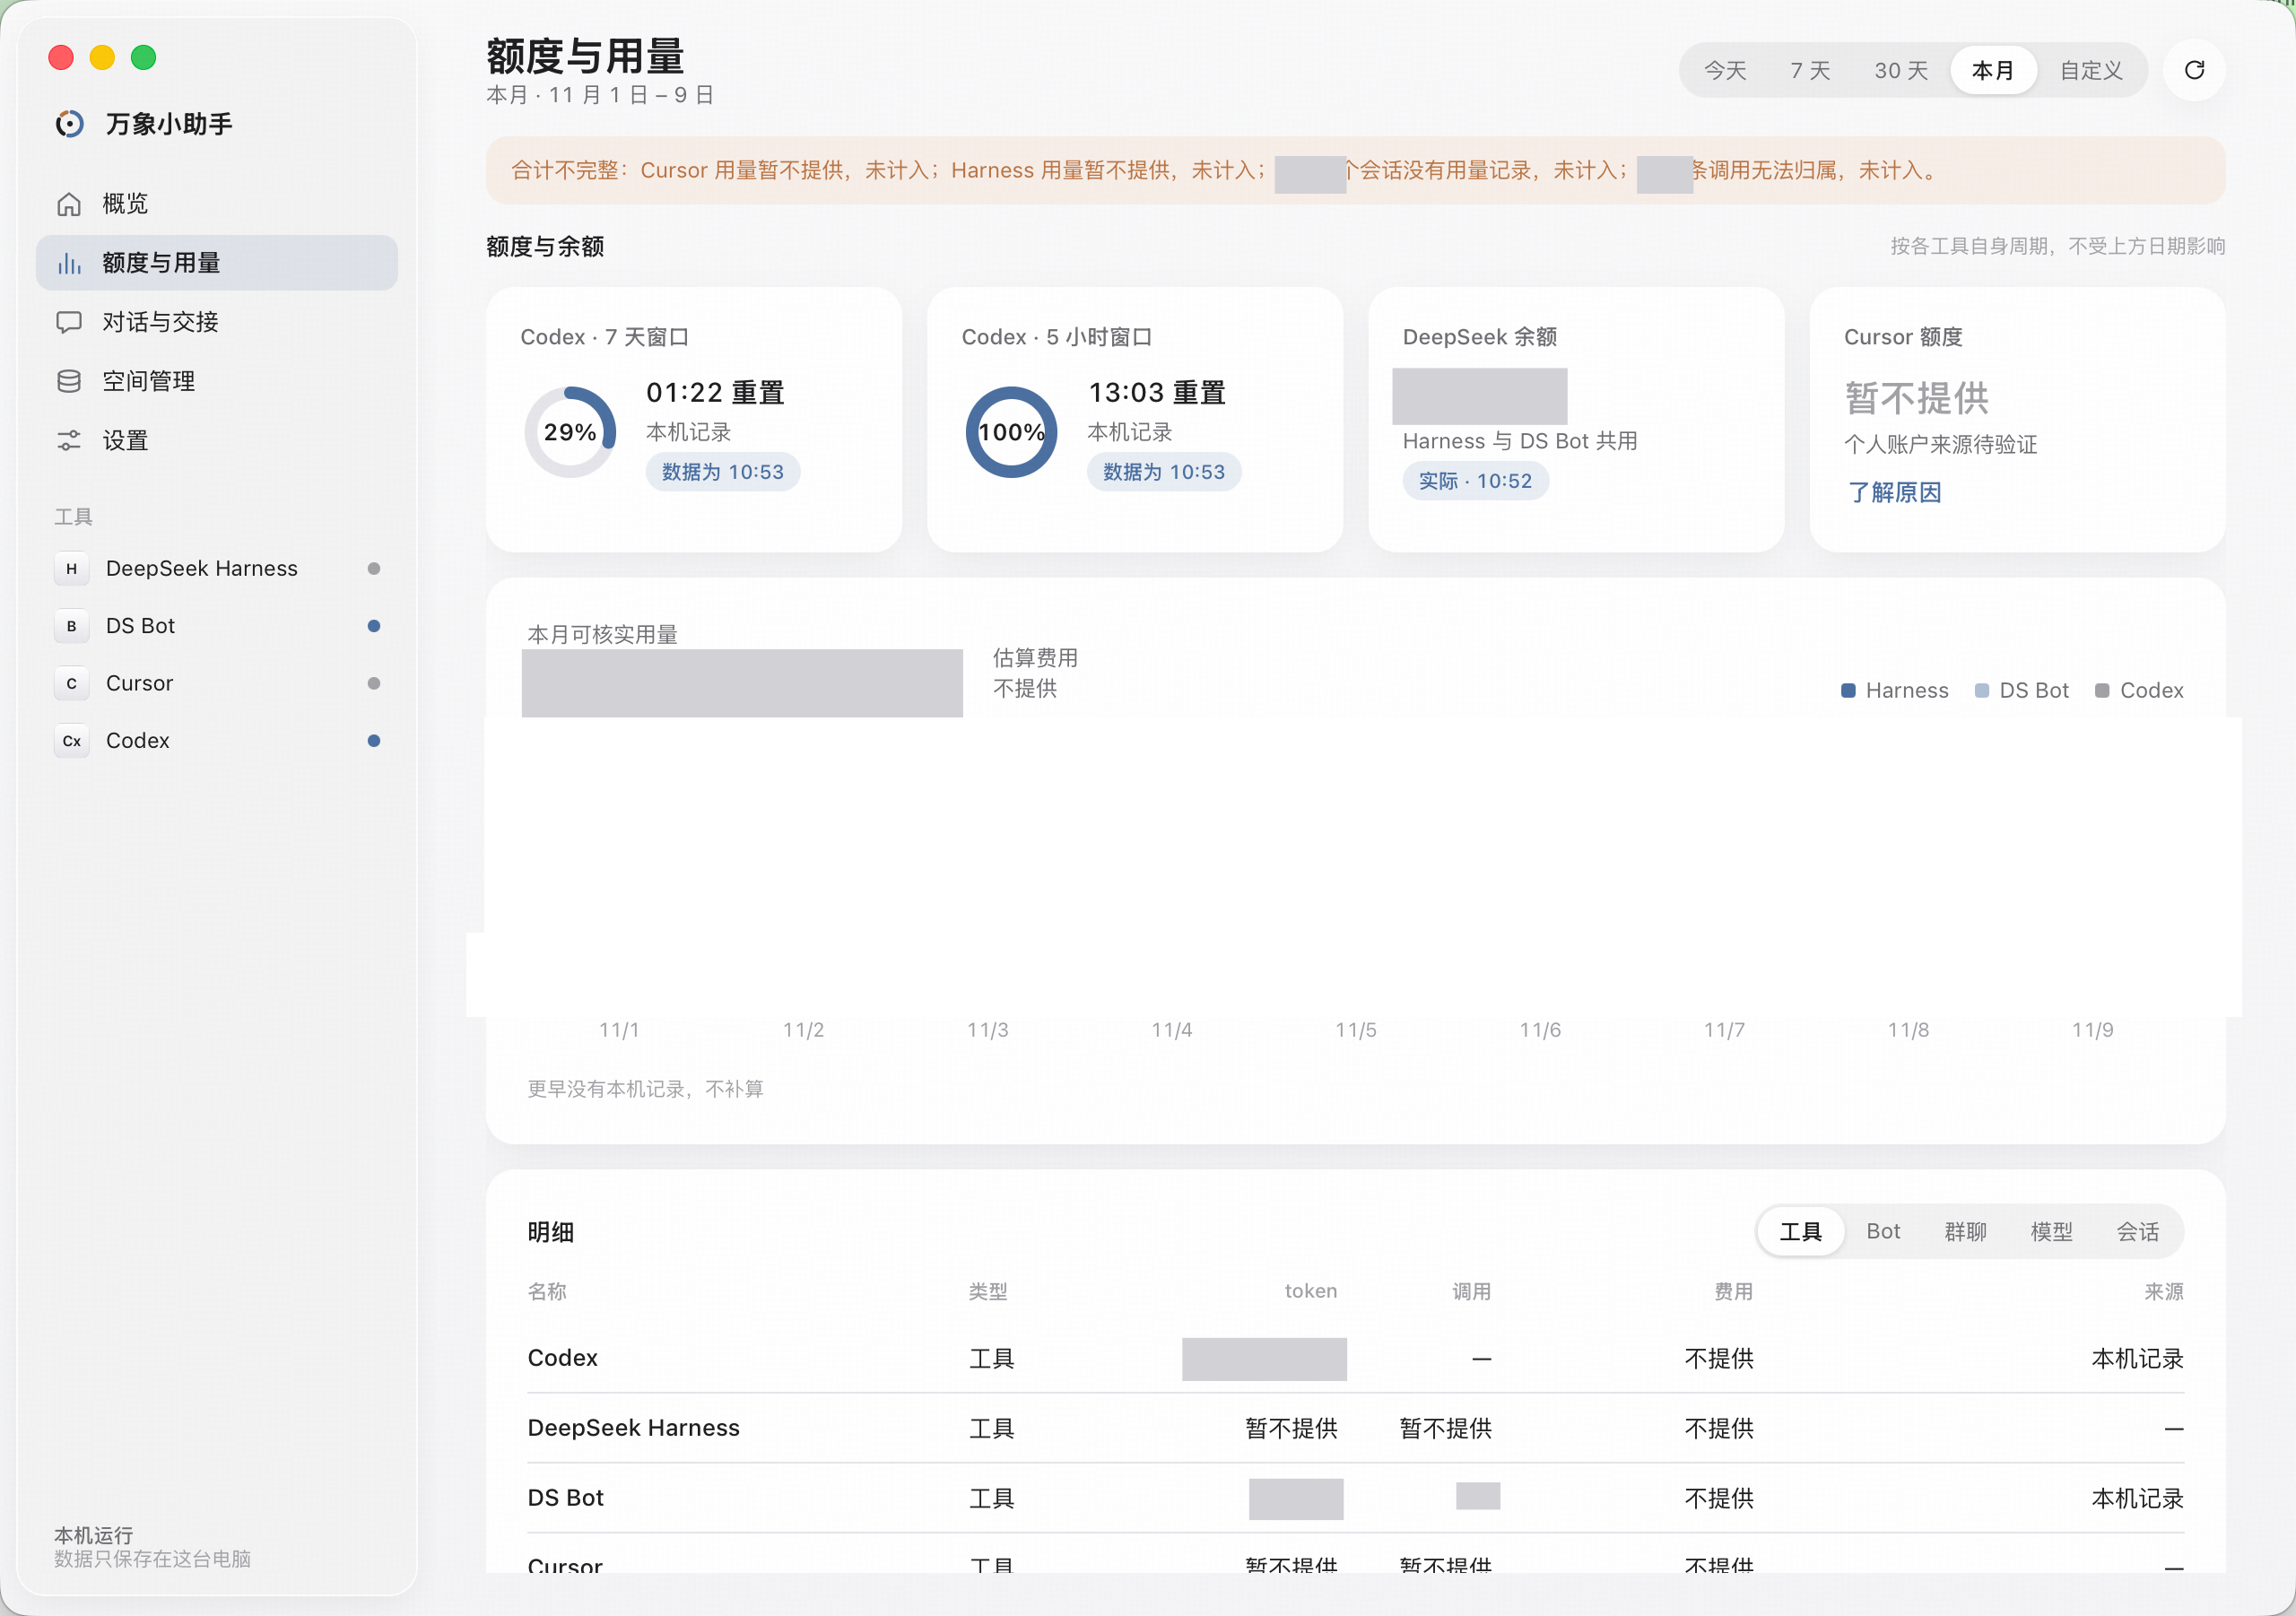 万象小助手
概览
额度与用量
对话与交接
空间管理
设置
工具
H DeepSeek Harness
B DS Bot
C Cursor
Cx Codex
本机运行
数据只保存在这台电脑
额度与用量
本月 · 11 月 1 日 – 9 日
今天 7 天 30 天 本月 自定义
合计不完整：Cursor 用量暂不提供，未计入；Harness 用量暂不提供，未计入； 个会话没有用量记录，未计入； 条调用无法归属，未计入。
额度与余额
按各工具自身周期，不受上方日期影响
Codex · 7 天窗口
29%
01:22 重置
本机记录
数据为 10:53
Codex · 5 小时窗口
100%
13:03 重置
本机记录
数据为 10:53
DeepSeek 余额
Harness 与 DS Bot 共用
实际 · 10:52
Cursor 额度
暂不提供
个人账户来源待验证
了解原因
本月可核实用量
估算费用
不提供
Harness DS Bot Codex
11/1 11/2 11/3 11/4 11/5 11/6 11/7 11/8 11/9
更早没有本机记录，不补算
明细
工具 Bot 群聊 模型 会话
名称 类型 token 调用 费用 来源
Codex 工具 — 不提供 本机记录
DeepSeek Harness 工具 暂不提供 暂不提供 不提供 —
DS Bot 工具 不提供 本机记录
Cursor 工具 暂不提供 暂不提供 不提供 —